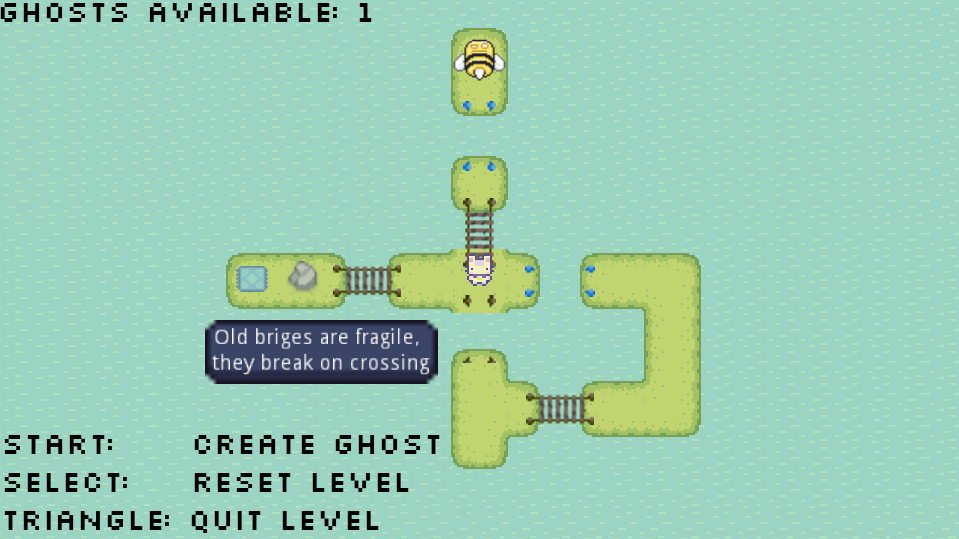 GHOSTS AVAILABLE: 1
Old briges are fragile,
they break on crossing
START: CREATE GHOST
SELECT: RESET LEVEL
TRIANGLE: QUIT LEVEL